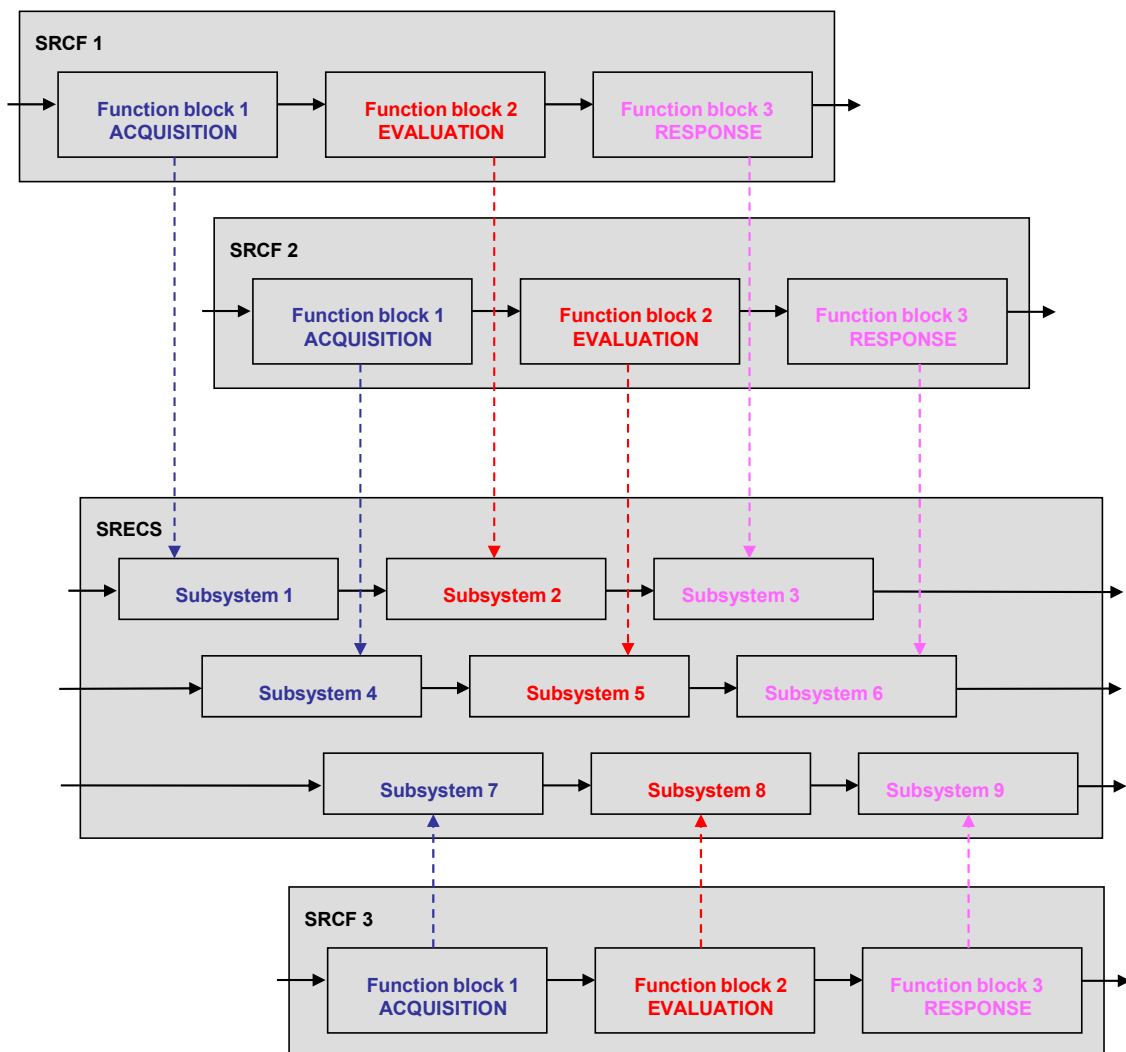 SRCF 1
Function block 1
ACQUISITION
Function block 2
EVALUATION
Function block 3
RESPONSE
SRCF 2
Function block 1
ACQUISITION
Function block 2
EVALUATION
Function block 3
RESPONSE
SRECS
Subsystem 1
Subsystem 2
Subsystem 3
Subsystem 4
Subsystem 5
Subsystem 6
Subsystem 7
Subsystem 8
Subsystem 9
SRCF 3
Function block 1
ACQUISITION
Function block 2
EVALUATION
Function block 3
RESPONSE